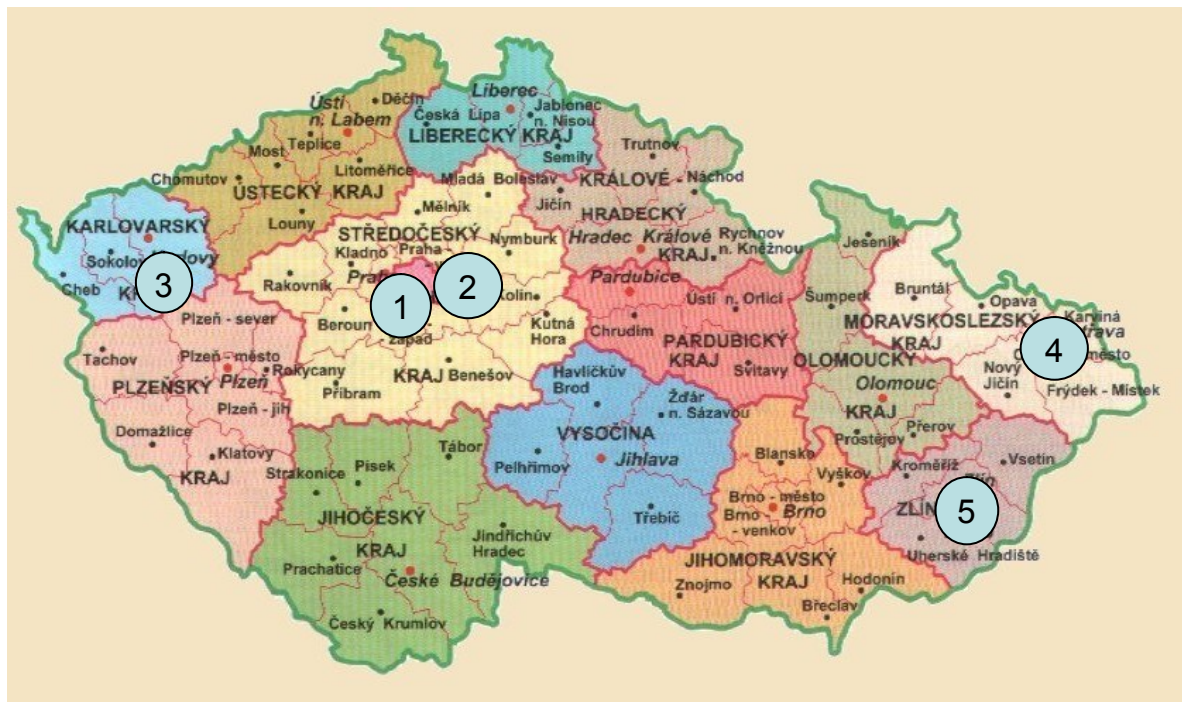 Liberec
Ústí
n. Labem
Děčín
Česká Lípa
Jablonec
n. Nisou
LIBERECKÝ KRAJ
Semily
Teplice
Most
Litoměřice
Chomutov
ÚSTECKÝ KRAJ
Louny
Trutnov
Mladá Boleslav
KRÁLOVÉ -
Náchod
Jičín
HRADECKÝ
KRAJ
Mělník
Hradec Králové
Rychnov
n. Kněžnou
KARLOVARSKÝ
Sokolov
Cheb
3
STŘEDOČESKÝ
Kladno
Praha -
Nymburk
Rakovník
1
2
Kolín
Beroun
- západ
Kutná
Hora
KRAJ
Benešov
Příbram
Jeseník
Šumperk
Bruntál
Opava
Karviná
MORAVSKOSLEZSKÝ
KRAJ
4
město
Nový
Jičín
Frýdek - Místek
Pardubice
Ústí n. Orlicí
Chrudim
PARDUBICKÝ
KRAJ
Svitavy
OLOMOUCKÝ
Olomouc
KRAJ
Přerov
Prostějov
Plzeň - sever
Tachov
Plzeň - město
Rokycany
PLZEŇSKÝ
Plzeň
Plzeň - jih
Domažlice
Klatovy
KRAJ
Havlíčkův
Brod
Žďár
n. Sázavou
VYSOČINA
Pelhřimov
Jihlava
Třebíč
Tábor
Strakonice
Písek
JIHOČESKÝ
KRAJ
Jindřichův
Hradec
Prachatice
České Budějovice
Český Krumlov
Blansko
Vyškov
Brno - město
Brno -
- venkov
Brno
JIHOMORAVSKÝ
KRAJ
Znojmo
Hodonín
Břeclav
Kroměříž
Vsetín
5
Uherské Hradiště